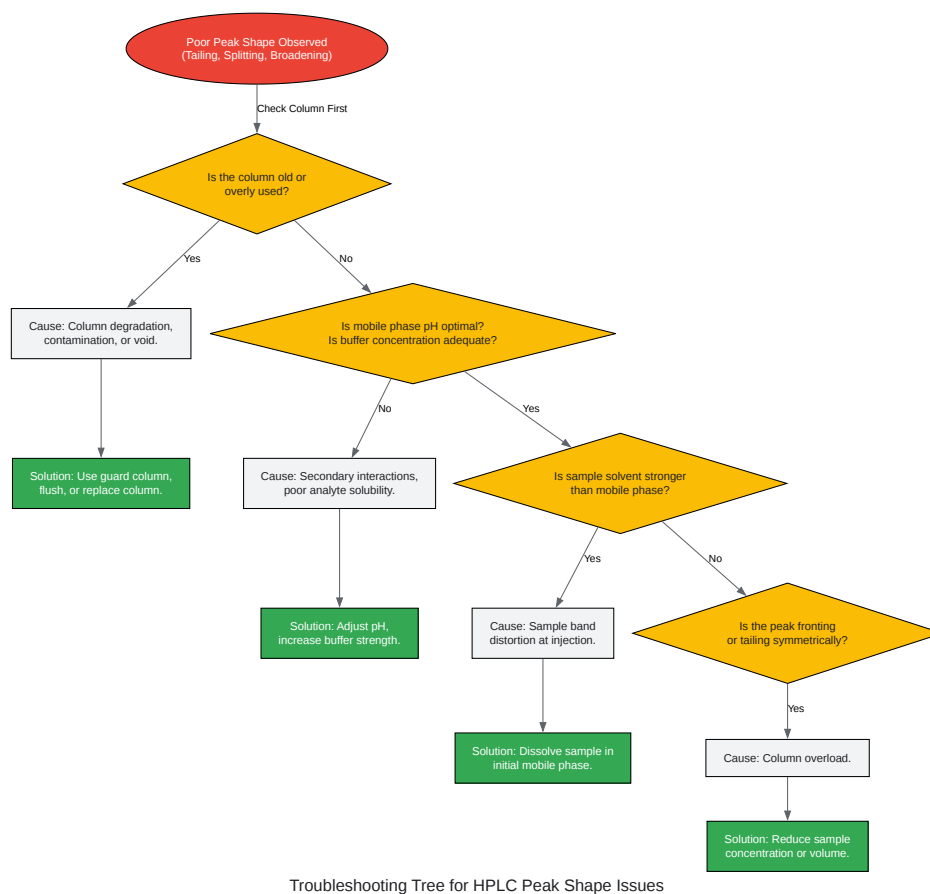 Poor Peak Shape Observed
(Tailing, Splitting, Broadening)
Check Column First
Is the column old or
overly used?
Yes
No
Cause: Column degradation,
contamination, or void.
Is mobile phase pH optimal?
Is buffer concentration adequate?
No
Yes
Solution: Use guard column,
flush, or replace column.
Cause: Secondary interactions,
poor analyte solubility.
Is sample solvent stronger
than mobile phase?
Yes
No
Solution: Adjust pH,
increase buffer strength.
Cause: Sample band
distortion at injection.
Is the peak fronting
or tailing symmetrically?
Yes
Solution: Dissolve sample in
initial mobile phase.
Cause: Column overload.
Solution: Reduce sample
concentration or volume.
Troubleshooting Tree for HPLC Peak Shape Issues